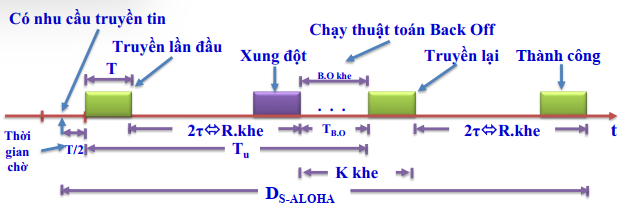 Có nhu cầu truyền tin
Chạy thuật toán Back Off
Truyền lần đầu
Xung đột
Truyền lại
Thành công
T
B.O khe
. . .
t
Thời
gian
chờ
T/2
2τ⇔R.khe
T_B.O
2τ⇔R.khe
T_u
K khe
D_S-ALOHA